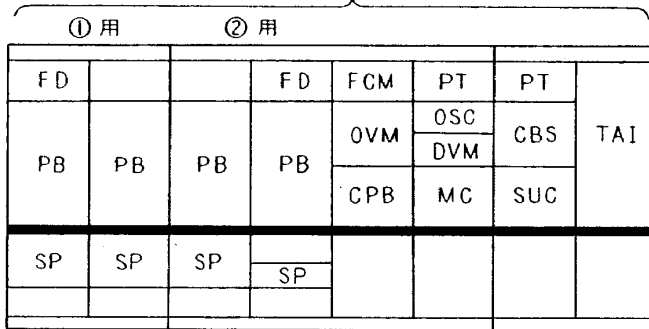 ① 用 ② 用
FD FD FCM PT PT
OSC
OVM CBS TAI
DVM
PB PB PB PB
CPB MC SUC
SP SP SP
SP